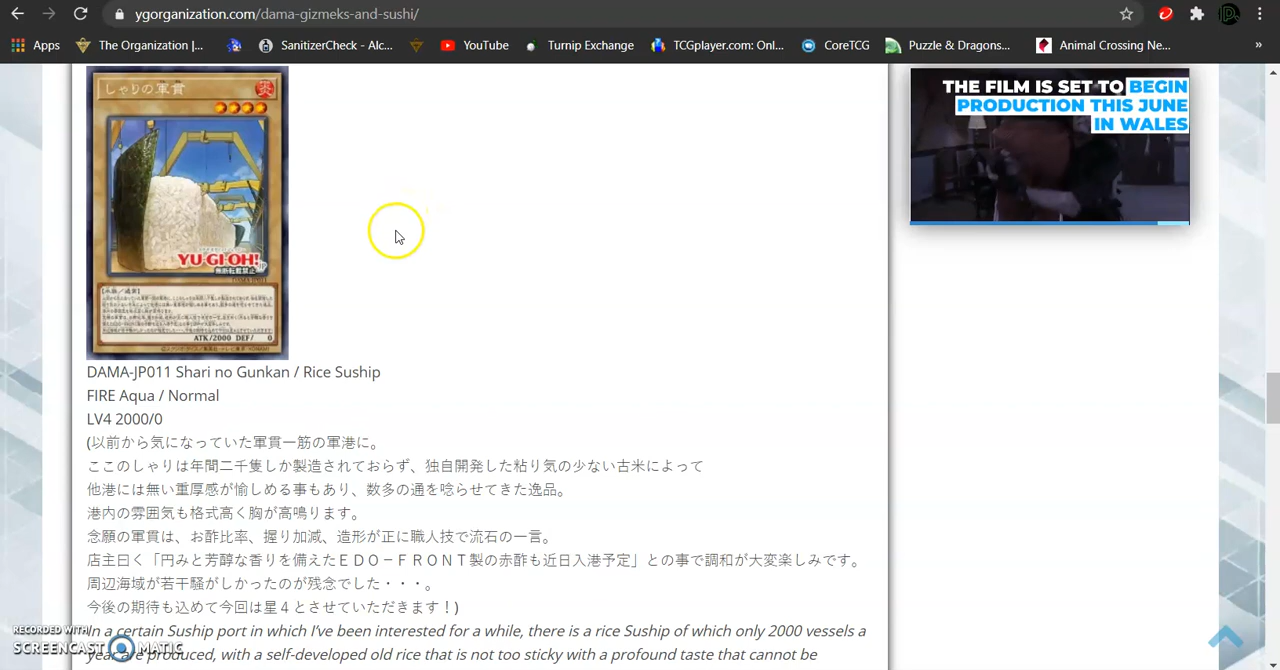 ygorganization.com/dama-gizmeks-and-sushi/
Apps
The Organization |...
SanitizerCheck - Alc...
YouTube
Turnip Exchange
TCGplayer.com: Onl...
CoreTCG
Puzzle & Dragons...
Animal Crossing Ne...
»
しゃりの軍貫
炎
YU-GI-OH!
無断転載禁止
DAMA-JP011
ATK/2000 DEF/ 0
THE FILM IS SET TO BEGIN
PRODUCTION THIS JUNE
IN WALES
DAMA-JP011 Shari no Gunkan / Rice Suship
FIRE Aqua / Normal
LV4 2000/0
(以前から気になっていた軍貫一筋の軍港に。
ここのしゃりは年間二千隻しか製造されておらず、独自開発した粘り気の少ない古米によって
他港には無い重厚感が愉しめる事もあり、数多の通を唸らせてきた逸品。
港内の雰囲気も格式高く胸が高鳴ります。
念願の軍貫は、お酢比率、握り加減、造形が正に職人技で流石の一言。
店主曰く「円みと芳醇な香りを備えたＥＤＯ－ＦＲＯＮＴ製の赤酢も近日入港予定」との事で調和が大変楽しみです。
周辺海域が若干騒がしかったのが残念でした・・・。
今後の期待も込めて今回は星４とさせていただきます！)
In a certain Suship port in which I've been interested for a while, there is a rice Suship of which only 2000 vessels a
year are produced, with a self-developed old rice that is not too sticky with a profound taste that cannot be
RECORDED WITH
SCREENCAST MATIC